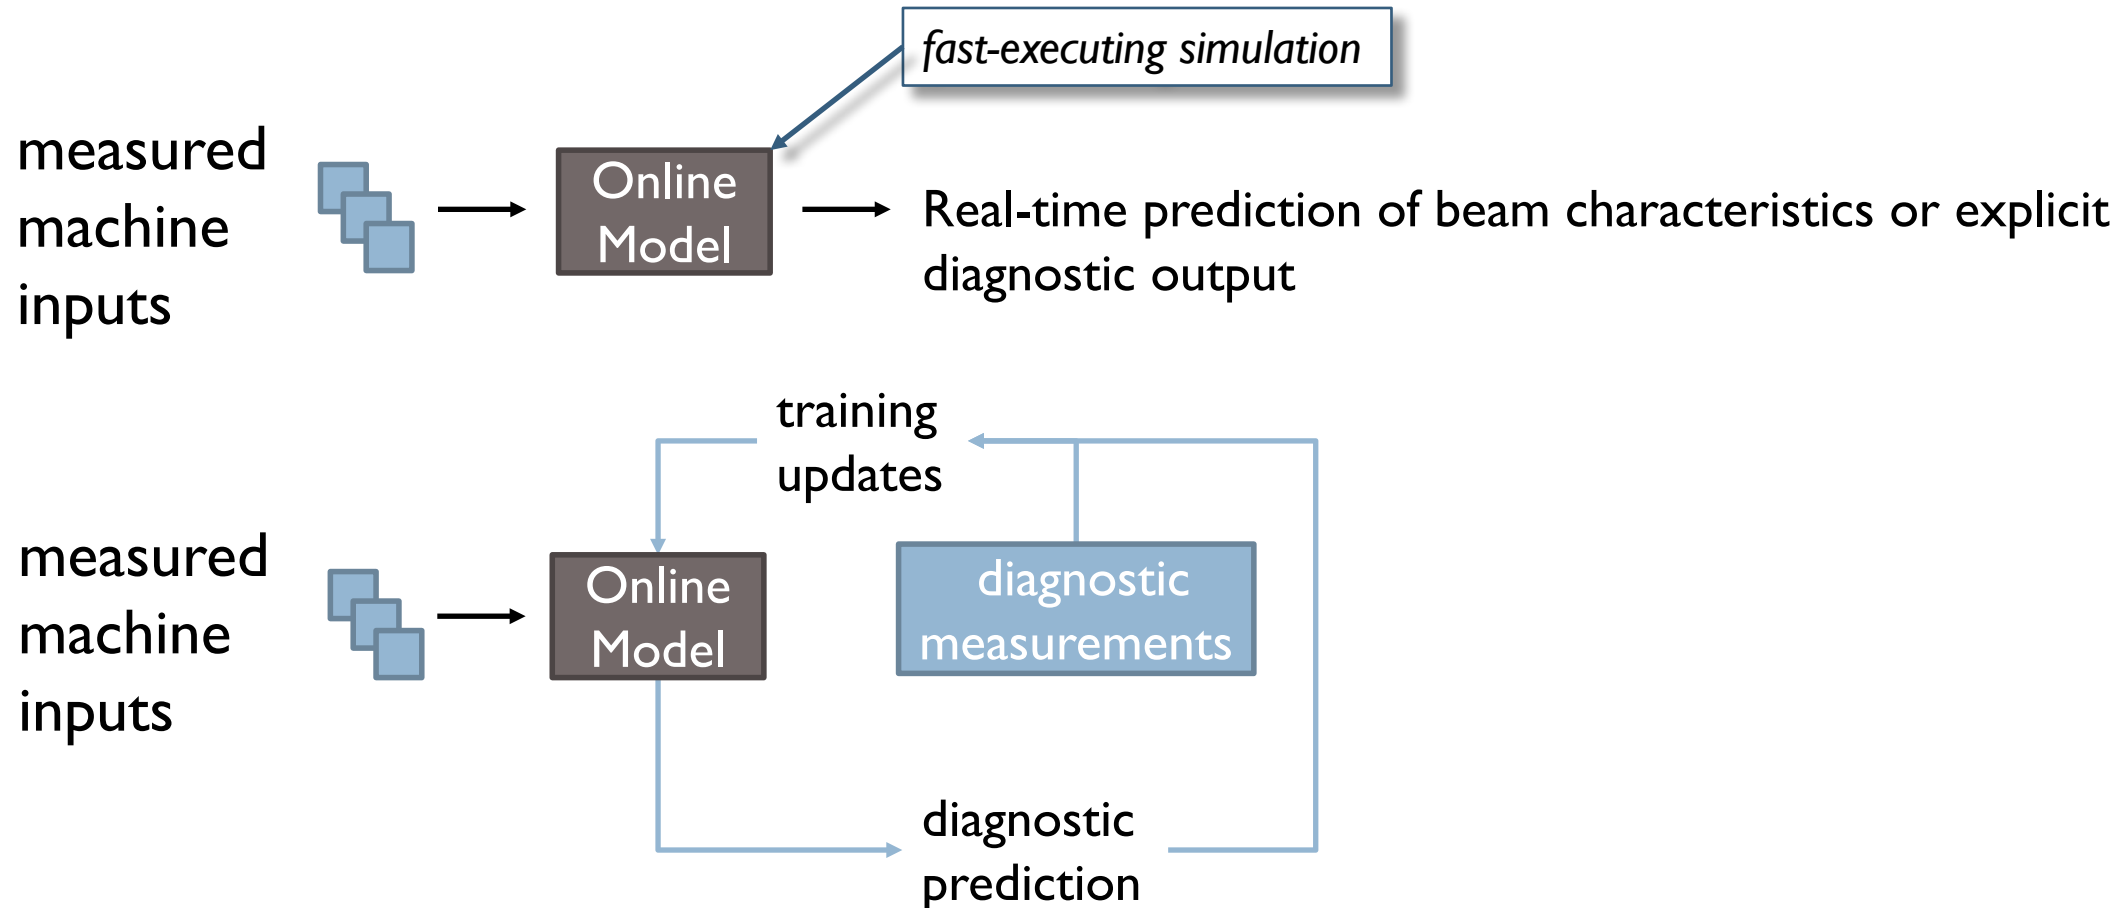 fast-executing simulation
measured
machine
inputs
Online
Model
Real-time prediction of beam characteristics or explicit
diagnostic output
training
updates
measured
machine
inputs
Online
Model
diagnostic
measurements
diagnostic
prediction